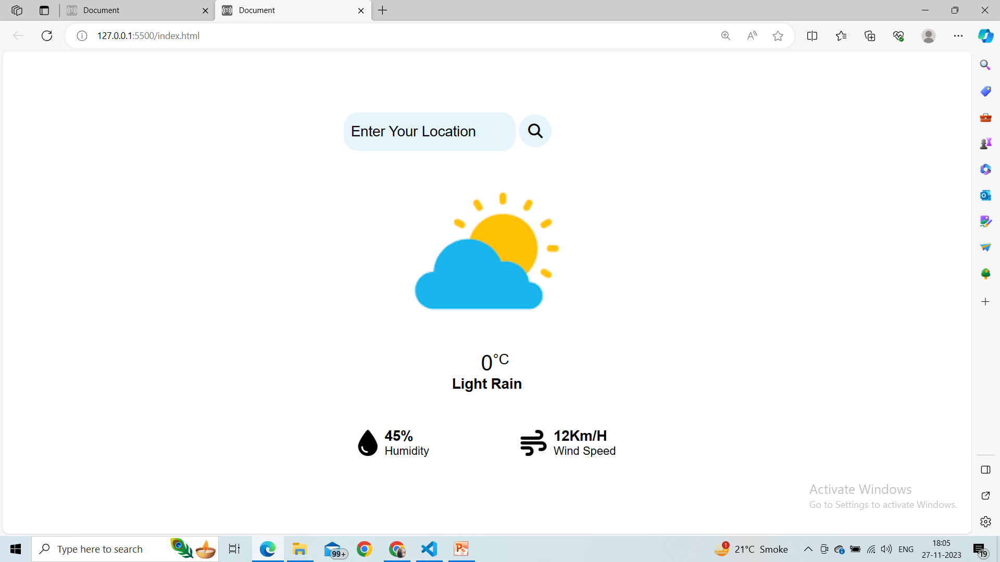 Document
Document
127.0.0.1:5500/index.html
Enter Your Location
0°C
Light Rain
45%
Humidity
12Km/H
Wind Speed
Activate Windows
Go to Settings to activate Windows.
Type here to search
99+
1
21°C Smoke
ENG
18:05
27-11-2023
19